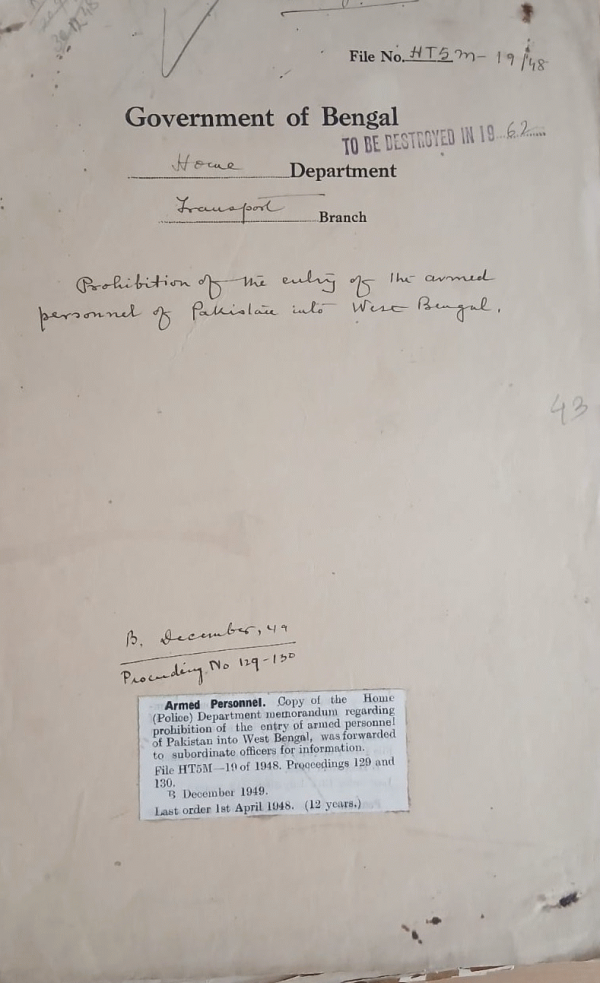 File No. HT5M-19/48
Government of Bengal
TO BE DESTROYED IN 1962
Home Department
Transport Branch
Prohibition of the entry of the armed
personnel of Pakistan into West Bengal.
43
B. December, 49
Proceeding No 129-130
Armed Personnel. Copy of the Home
(Police) Department memorandum regarding
prohibition of the entry of armed personnel
of Pakistan into West Bengal, was forwarded
to subordinate officers for information.
File HT5M—19 of 1948. Proceedings 129 and
130.
B December 1949.
Last order 1st April 1948. (12 years.)